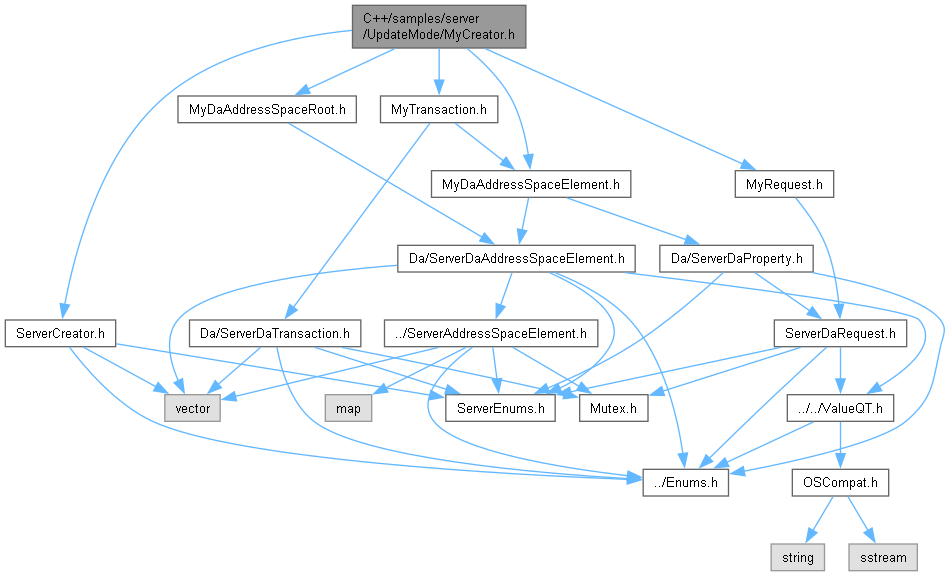 C++/samples/server
/UpdateMode/MyCreator.h
MyDaAddressSpaceRoot.h
MyTransaction.h
MyDaAddressSpaceElement.h
MyRequest.h
Da/ServerDaAddressSpaceElement.h
Da/ServerDaProperty.h
ServerCreator.h
Da/ServerDaTransaction.h
../ServerAddressSpaceElement.h
ServerDaRequest.h
vector
map
ServerEnums.h
Mutex.h
../../ValueQT.h
../Enums.h
OSCompat.h
string
sstream